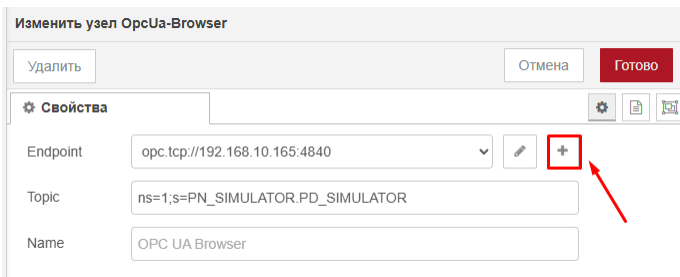 Изменить узел OpcUa-Browser
Удалить Отмена Готово
Свойства
Endpoint opc.tcp://192.168.10.165:4840
Topic ns=1;s=PN_SIMULATOR.PD_SIMULATOR
Name OPC UA Browser